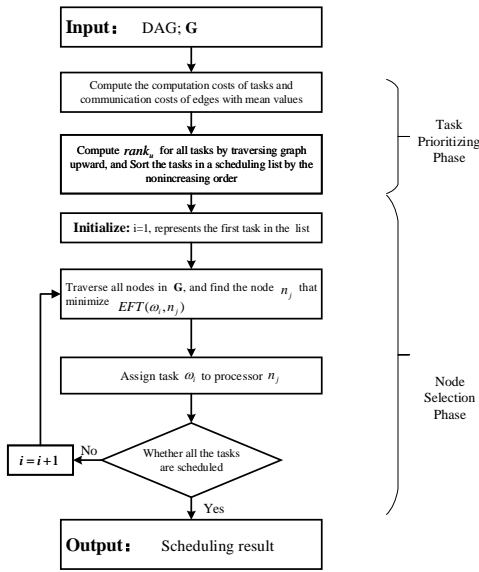 Input： DAG; G
Compute the computation costs of tasks and
communication costs of edges with mean values
Compute rank_u for all tasks by traversing graph
upward, and Sort the tasks in a scheduling list by the
nonincreasing order
Task
Prioritizing
Phase
Initialize: i=1, represents the first task in the list
Traverse all nodes in G, and find the node n_j that
minimize EFT(ω_i,n_j)
Assign task ω_i to processor n_j
Node
Selection
Phase
Whether all the tasks
are scheduled
No
i=i+1
Yes
Output： Scheduling result